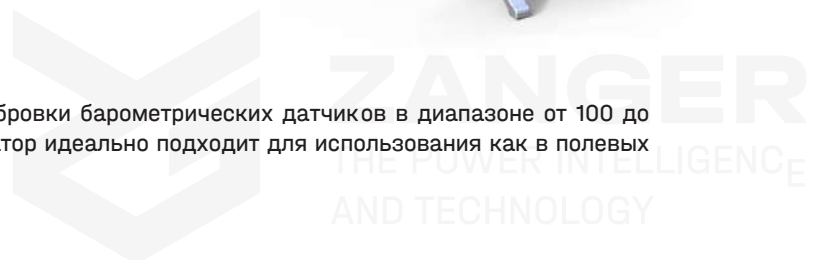 ZANGER
бровки барометрических датчиков в диапазоне от 100 до
тор идеально подходит для использования как в полевых
THE POWER INTELLIGENCE
AND TECHNOLOGY